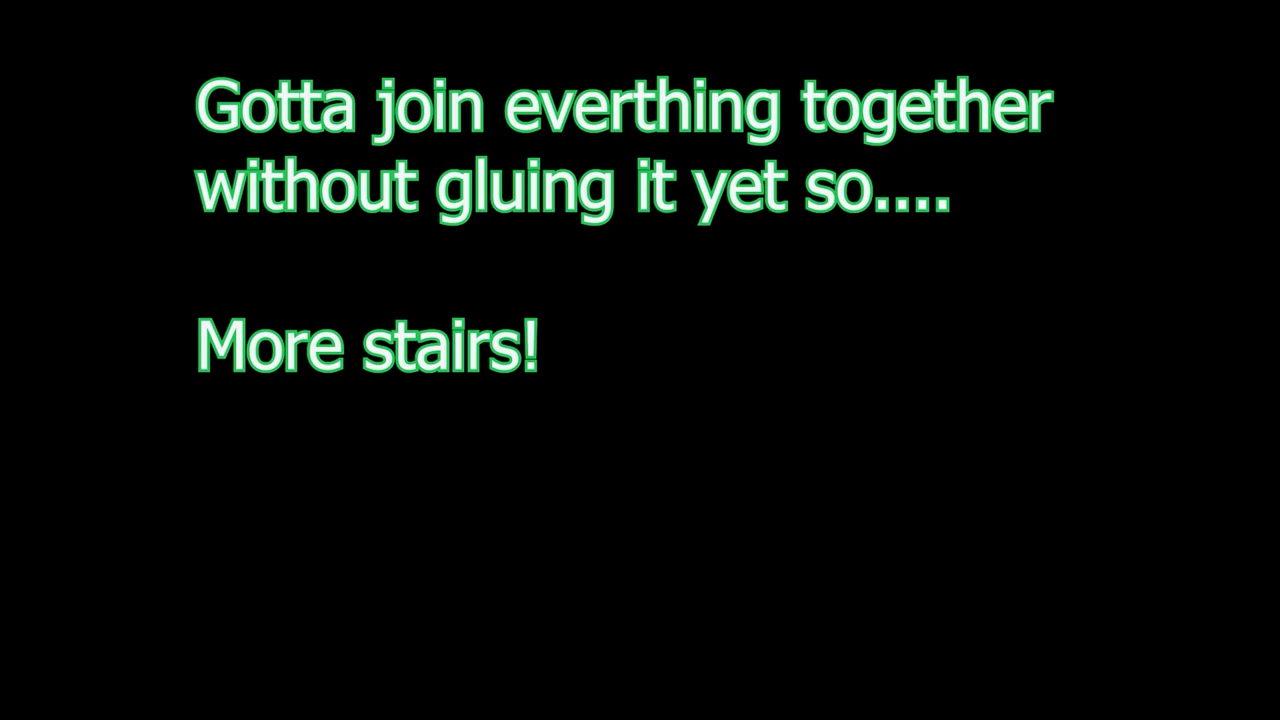 Gotta join everthing together
without gluing it yet so....
More stairs!